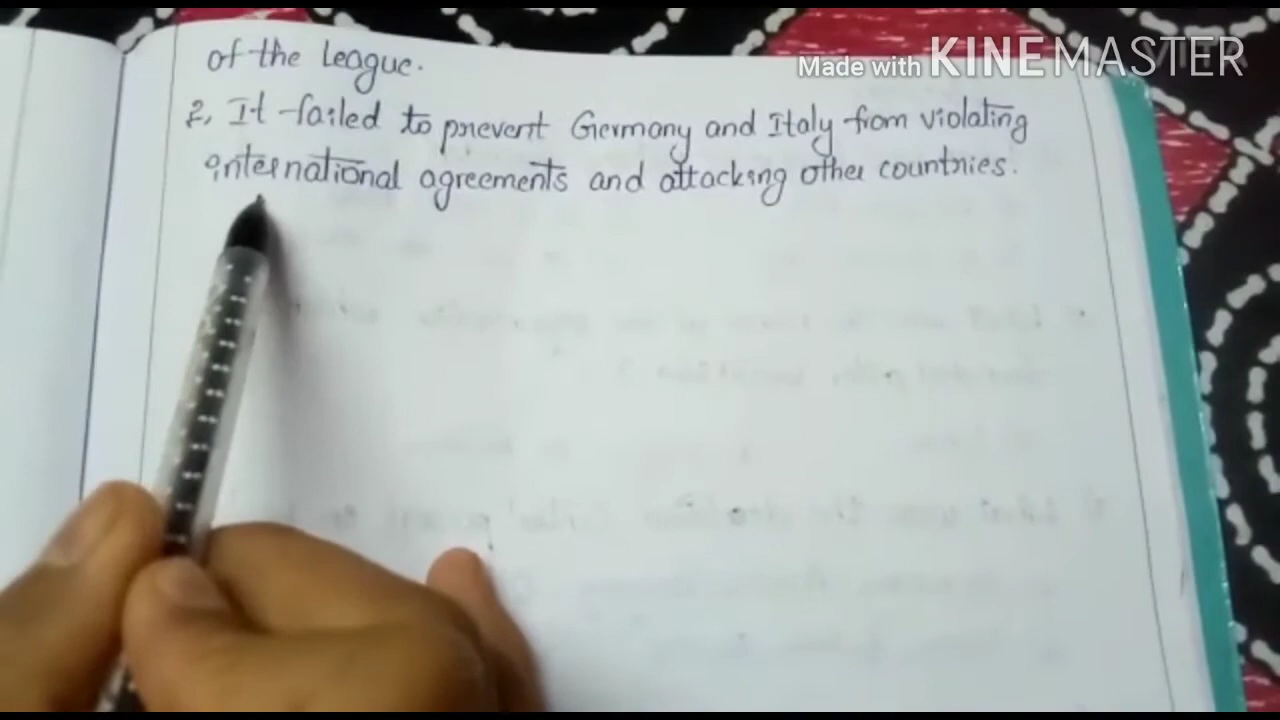 Made with KINEMASTER
of the league.
2, It failed to prevent Germany and Italy from violating
international agreements and attacking other countries.